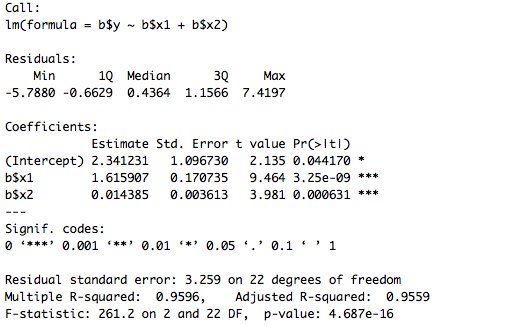 Call:
lm(formula = b$y ~ b$x1 + b$x2)
Residuals:
    Min      1Q  Median      3Q     Max
-5.7880 -0.6629  0.4364  1.1566  7.4197
Coefficients:
            Estimate Std. Error t value Pr(>|t|)
(Intercept) 2.341231   1.096730   2.135 0.044170 *
b$x1        1.615907   0.170735   9.464 3.25e-09 ***
b$x2        0.014385   0.003613   3.981 0.000631 ***
---
Signif. codes:
0 ‘***’ 0.001 ‘**’ 0.01 ‘*’ 0.05 ‘.’ 0.1 ‘ ’ 1
Residual standard error: 3.259 on 22 degrees of freedom
Multiple R-squared:  0.9596,    Adjusted R-squared:  0.9559
F-statistic: 261.2 on 2 and 22 DF,  p-value: 4.687e-16